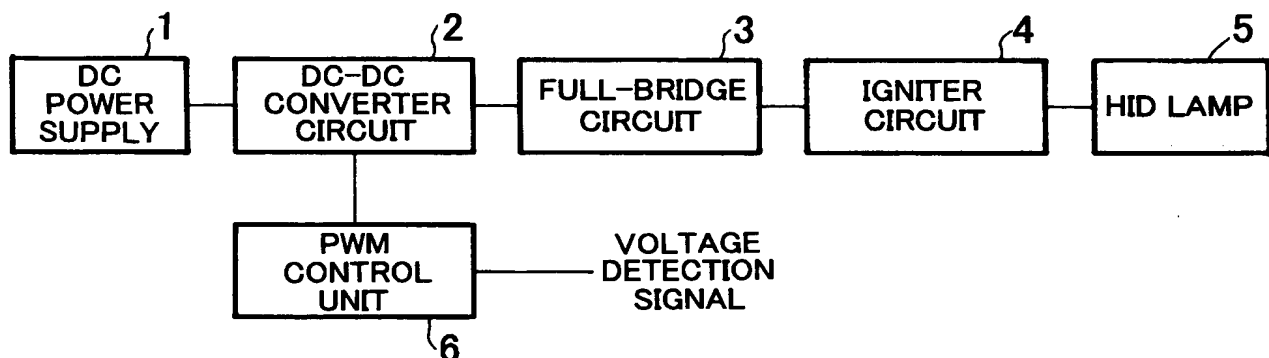 1
DC
POWER
SUPPLY
2
DC-DC
CONVERTER
CIRCUIT
3
FULL-BRIDGE
CIRCUIT
4
IGNITER
CIRCUIT
5
HID LAMP
PWM
CONTROL
UNIT
6
VOLTAGE
DETECTION
SIGNAL